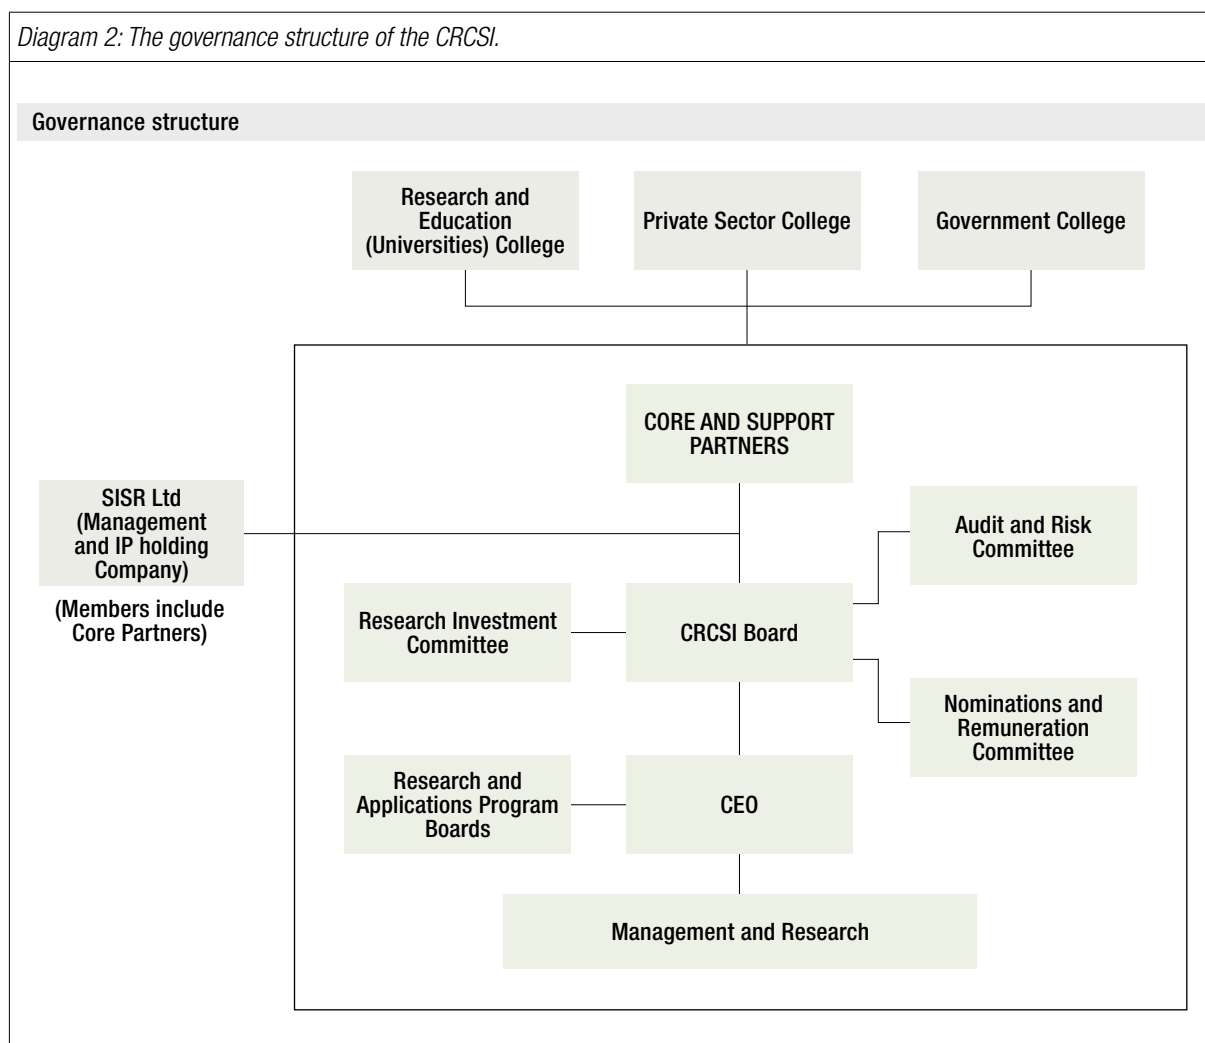 Diagram 2: The governance structure of the CRCSI.
Governance structure
Research and
Education
(Universities) College
Private Sector College
Government College
CORE AND SUPPORT
PARTNERS
SISR Ltd
(Management
and IP holding
Company)
(Members include
Core Partners)
Audit and Risk
Committee
Research Investment
Committee
CRCSI Board
Nominations and
Remuneration
Committee
Research and
Applications Program
Boards
CEO
Management and Research